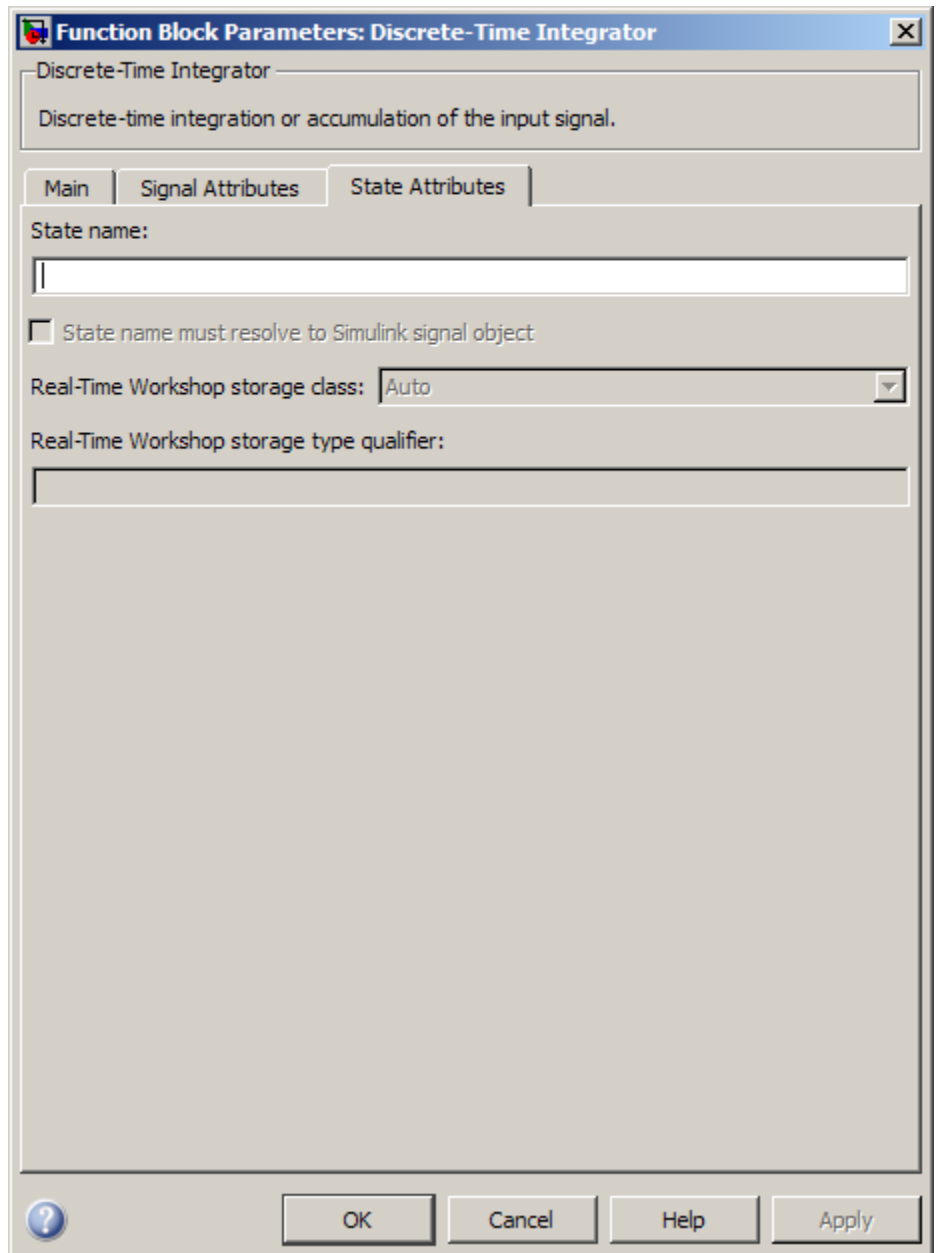 Function Block Parameters: Discrete-Time Integrator
Discrete-Time Integrator
Discrete-time integration or accumulation of the input signal.
Main Signal Attributes State Attributes
State name:
State name must resolve to Simulink signal object
Real-Time Workshop storage class: Auto
Real-Time Workshop storage type qualifier:
? OK Cancel Help Apply